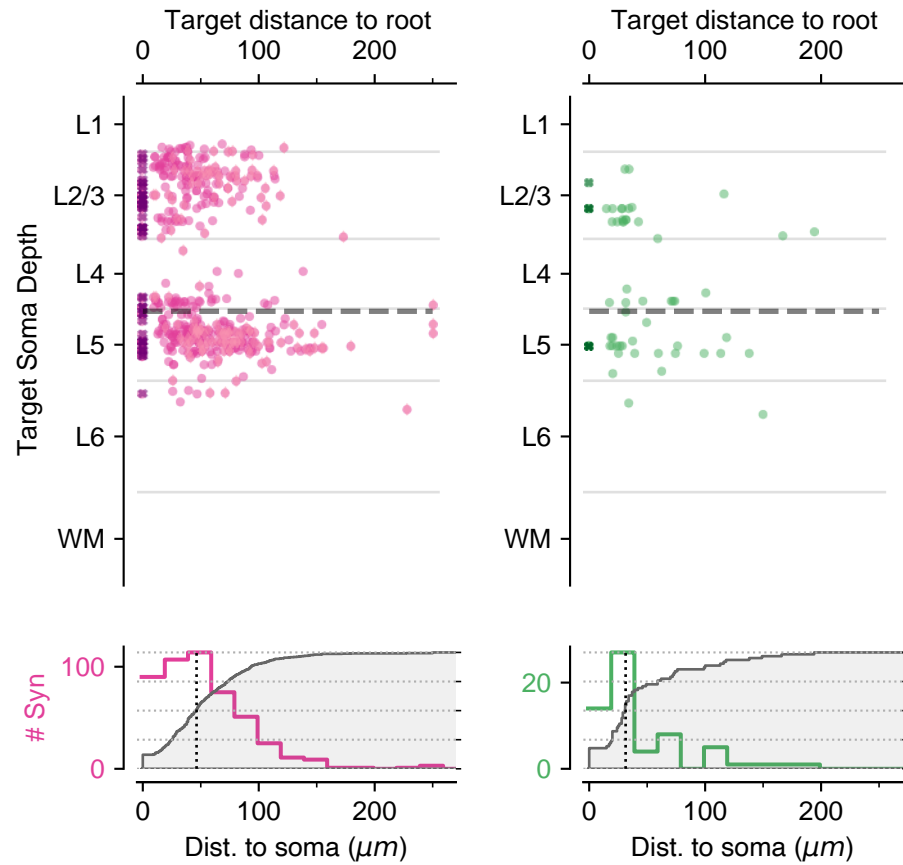 Target distance to root
Target distance to root
0 100 200
0 100 200
Target Soma Depth
L1
L2/3
L4
L5
L6
WM
L1
L2/3
L4
L5
L6
WM
# Syn
100
0
20
0
0 100 200
0 100 200
Dist. to soma (μm)
Dist. to soma (μm)